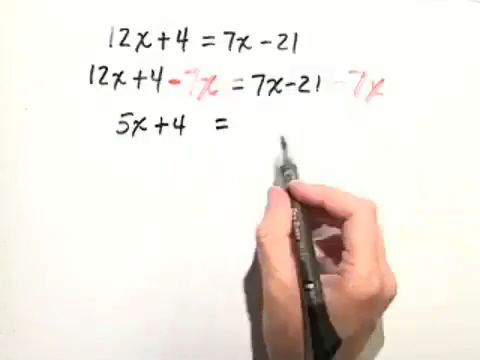 12x+4 = 7x-21
12x+4 -7x = 7x-21 -7x
5x+4 =